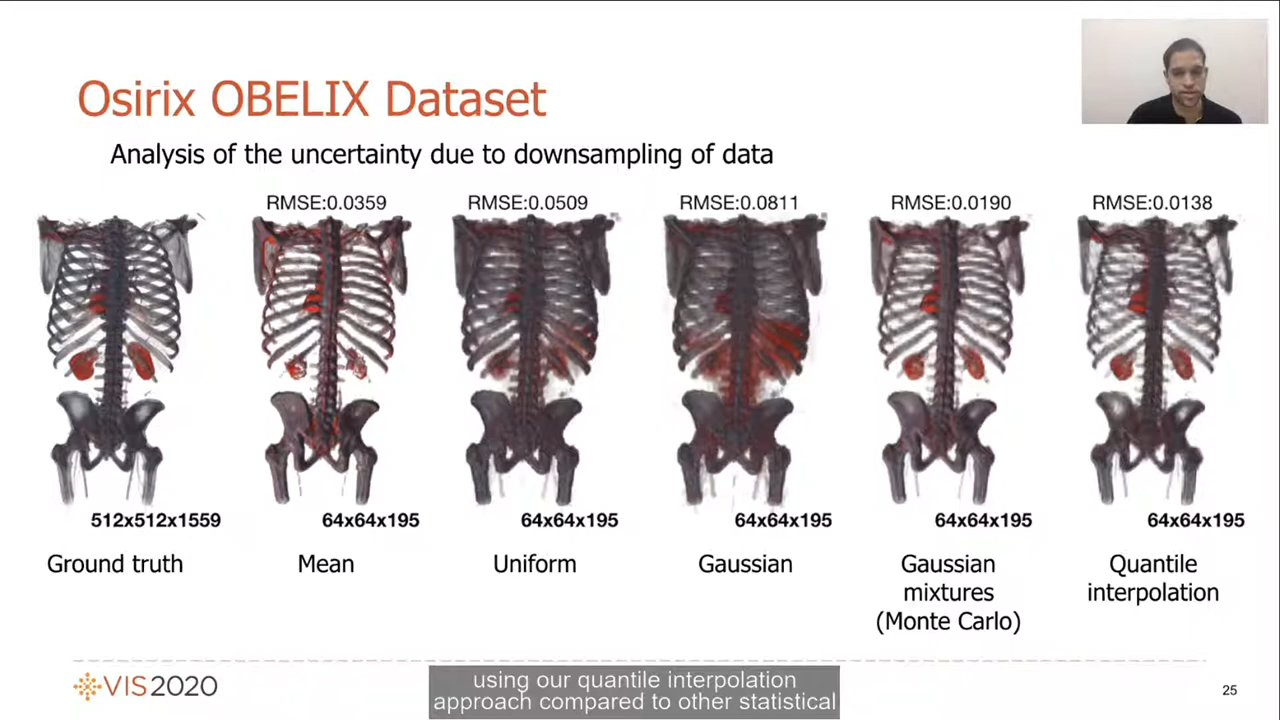 Osirix OBELIX Dataset
Analysis of the uncertainty due to downsampling of data
RMSE:0.0359
RMSE:0.0509
RMSE:0.0811
RMSE:0.0190
RMSE:0.0138
512x512x1559
64x64x195
64x64x195
64x64x195
64x64x195
64x64x195
Ground truth
Mean
Uniform
Gaussian
Gaussian
mixtures
(Monte Carlo)
Quantile
interpolation
VIS2020
using our quantile interpolation
approach compared to other statistical
25